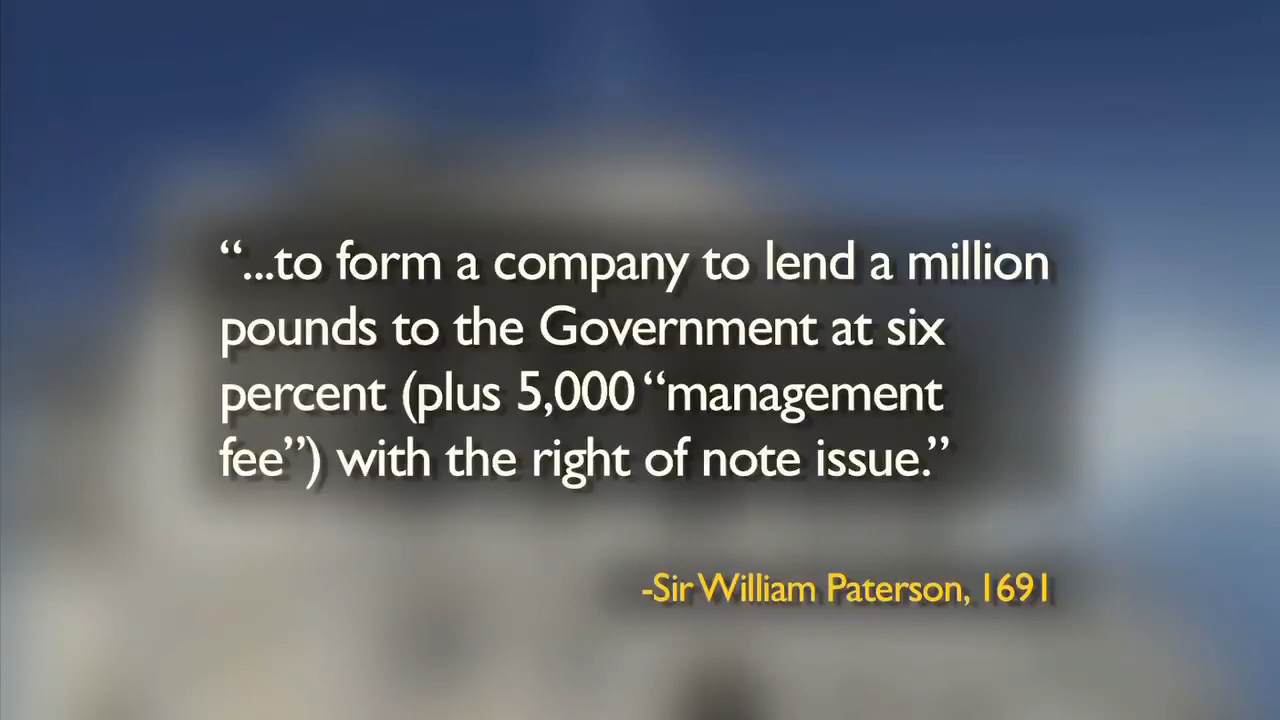 “...to form a company to lend a million
pounds to the Government at six
percent (plus 5,000 “management
fee”) with the right of note issue.”
-Sir William Paterson, 1691